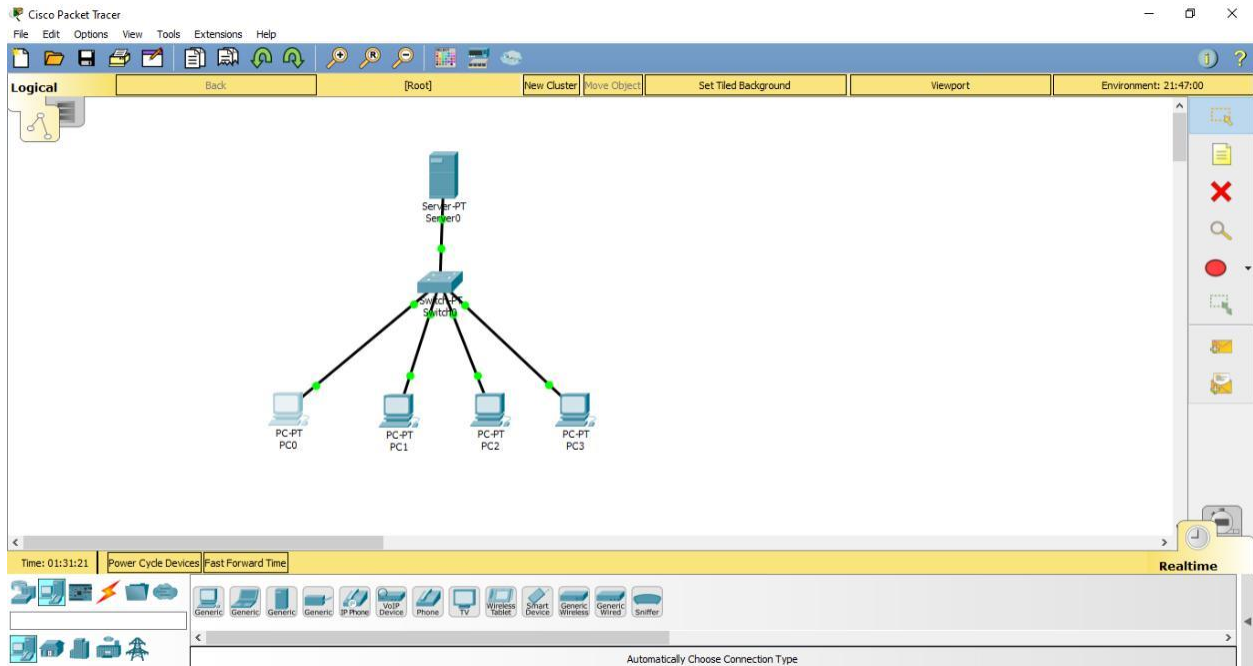 Cisco Packet Tracer
File Edit Options View Tools Extensions Help
Logical Back [Root] New Cluster Move Object Set Tiled Background Viewport Environment: 21:47:00
Server-PT
Server0
Switch-PT
Switch0
PC-PT
PC0
PC-PT
PC1
PC-PT
PC2
PC-PT
PC3
Time: 01:31:21 Power Cycle Devices Fast Forward Time Realtime
Generic Generic Generic Generic IP Phone VoIP Device Phone TV Wireless Tablet Smart Device Generic Wireless Generic Wired Sniffer
Automatically Choose Connection Type